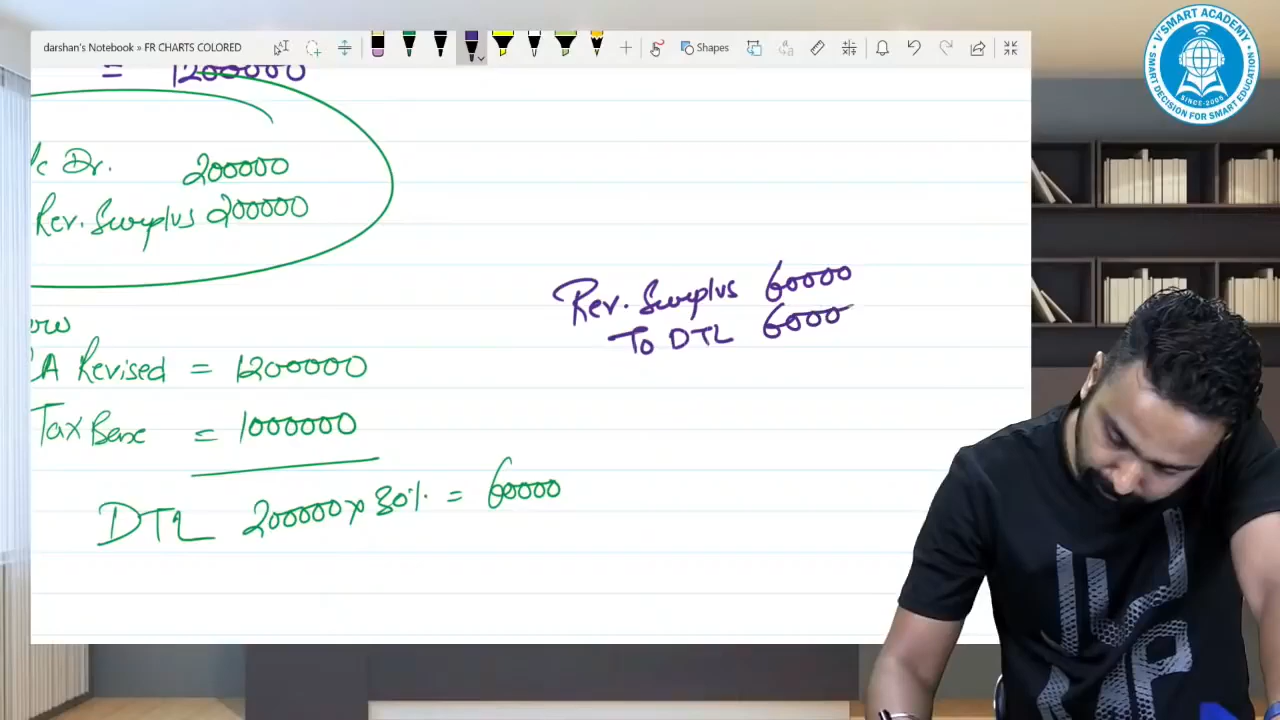 darshan's Notebook » FR CHARTS COLORED
Shapes
V'SMART ACADEMY
SINCE-2005
SMART DECISION FOR SMART EDUCATION
= 1200000
Dr. 200000
Rev. Surplus 200000
Rev. Surplus 60000
To DTL 6000
ow
A Revised = 1200000
Tax Base = 1000000
DTL 200000 x 30% = 60000